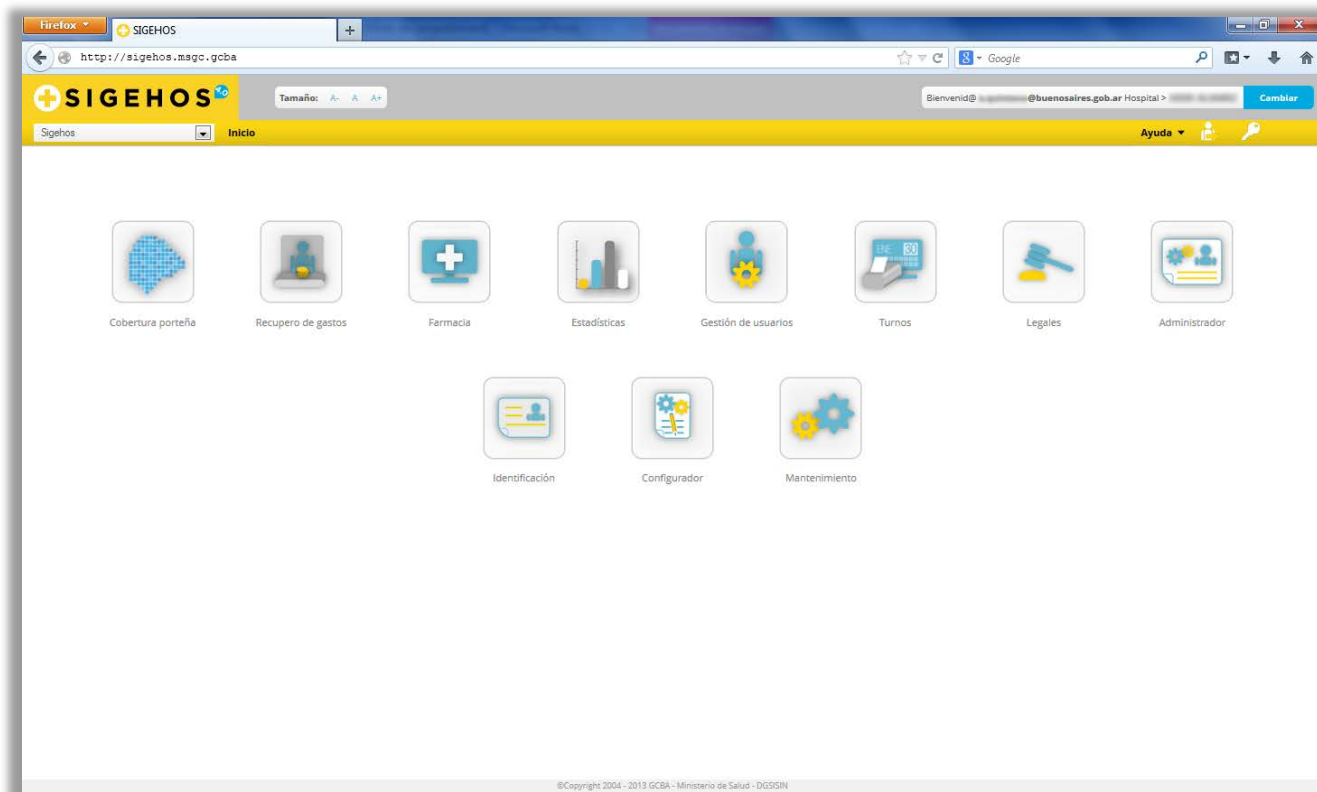 Firefox
SIGEHOS
http://sigehos.msgc.gcba
Google
SIGEHOS
Tamaño: A- A A+
Bienvenid@ @buenosaires.gob.ar Hospital >
Cambiar
Sigehos
Inicio
Ayuda
ENE 30
Cobertura porteña
Recupero de gastos
Farmacia
Estadísticas
Gestión de usuarios
Turnos
Legales
Administrador
Identificación
Configurador
Mantenimiento
©Copyright 2004 - 2013 GCBA - Ministerio de Salud - DGSISIN